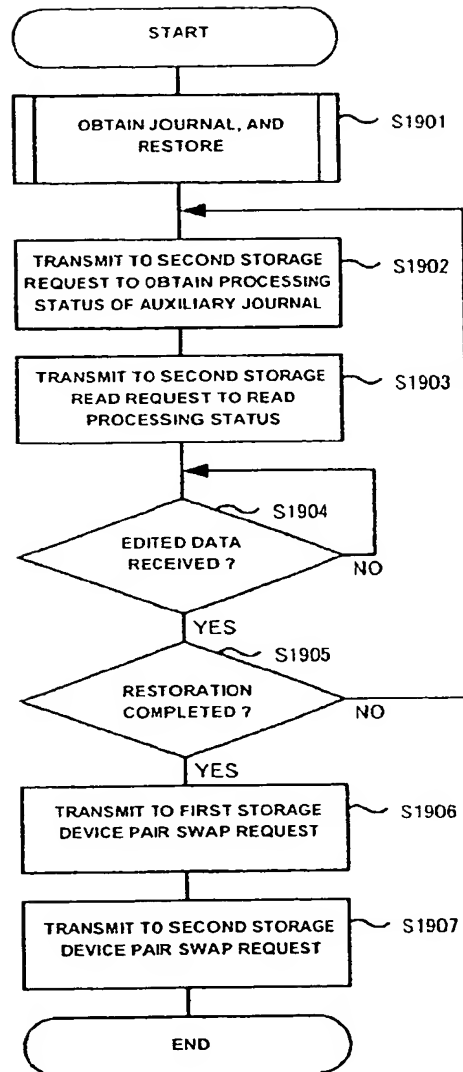 START
OBTAIN JOURNAL, AND
RESTORE
S1901
TRANSMIT TO SECOND STORAGE
REQUEST TO OBTAIN PROCESSING
STATUS OF AUXILIARY JOURNAL
S1902
TRANSMIT TO SECOND STORAGE
READ REQUEST TO READ
PROCESSING STATUS
S1903
S1904
EDITED DATA
RECEIVED ?
NO
YES
S1905
RESTORATION
COMPLETED ?
NO
YES
TRANSMIT TO FIRST STORAGE
DEVICE PAIR SWAP REQUEST
S1906
TRANSMIT TO SECOND STORAGE
DEVICE PAIR SWAP REQUEST
S1907
END